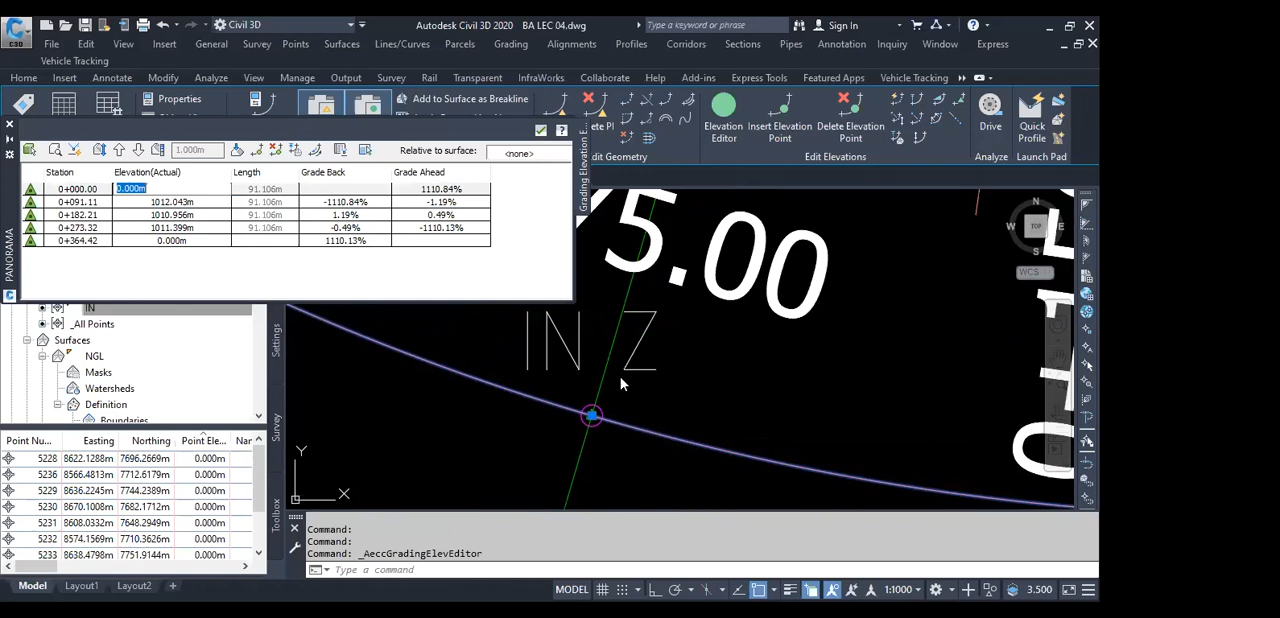 C3D
Civil 3D
Autodesk Civil 3D 2020 BA LEC 04.dwg
Type a keyword or phrase
Sign In
File Edit View Insert General Survey Points Surfaces Lines/Curves Parcels Grading Alignments Profiles Corridors Sections Pipes Annotation Inquiry Window Express
Vehicle Tracking
Home Insert Annotate Modify Analyze View Manage Output Survey Rail Transparent InfraWorks Collaborate Help Add-ins Express Tools Featured Apps Vehicle Tracking
Properties
Add to Surface as Breakline
Elevation Editor
Insert Elevation Point
Delete Elevation Point
Drive
Quick Profile
Edit Geometry
Edit Elevations
Analyze
Launch Pad
1.000m
Relative to surface:
<none>
Station Elevation(Actual) Length Grade Back Grade Ahead
0+000.00 0.000m 91.106m 1110.84%
0+091.11 1012.043m 91.106m -1110.84% -1.19%
0+182.21 1010.956m 91.106m 1.19% 0.49%
0+273.32 1011.399m 91.106m -0.49% -1110.13%
0+364.42 0.000m 1110.13%
PANORAMA
Grading Elevation E...
5.00
IN Z
N
W
TOP
E
S
WCS
IN
_All Points
Surfaces
NGL
Masks
Watersheds
Definition
Boundaries
Settings
Survey
Toolbox
Point Nu... Easting Northing Point Ele... Nar
5228 8622.1288m 7696.2669m 0.000m
5236 8566.4813m 7712.6179m 0.000m
5229 8636.2245m 7744.2389m 0.000m
5230 8670.1008m 7682.1712m 0.000m
5231 8608.0332m 7648.2949m 0.000m
5232 8574.1569m 7710.3626m 0.000m
5233 8638.4798m 7751.9144m 0.000m
Y
X
Command:
Command:
Command: _AeccGradingElevEditor
Type a command
Model Layout1 Layout2 +
MODEL
1:1000
3.500